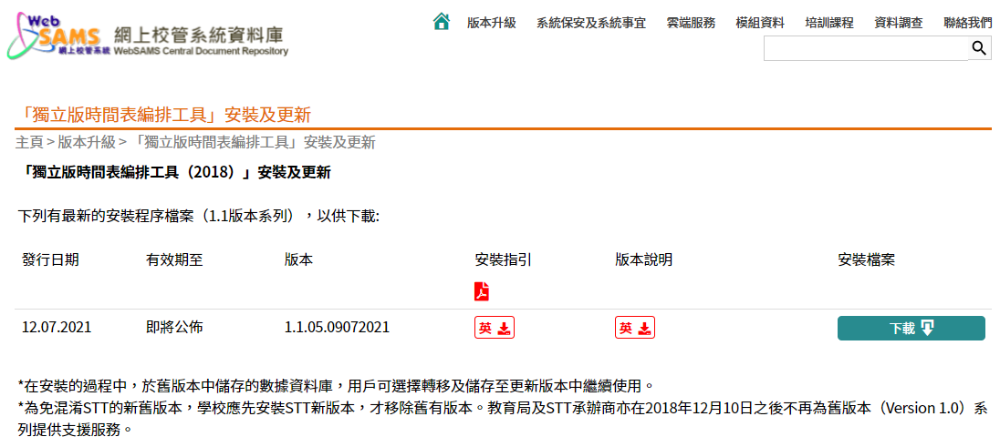 Web
SAMS
網上校管系統
網上校管系統資料庫
WebSAMS Central Document Repository
版本升級 系統保安及系統事宜 雲端服務 模組資料 培訓課程 資料調查 聯絡我們
「獨立版時間表編排工具」安裝及更新
主頁 > 版本升級 > 「獨立版時間表編排工具」安裝及更新
「獨立版時間表編排工具（2018）」安裝及更新
下列有最新的安裝程序檔案（1.1版本系列），以供下載:
發行日期 有效期至 版本 安裝指引 版本說明 安裝檔案
12.07.2021 即將公佈 1.1.05.09072021 英 英 下載
*在安裝的過程中，於舊版本中儲存的數據資料庫，用戶可選擇轉移及儲存至更新版本中繼續使用。
*為免混淆STT的新舊版本，學校應先安裝STT新版本，才移除舊有版本。教育局及STT承辦商亦在2018年12月10日之後不再為舊版本（Version 1.0）系
列提供支援服務。